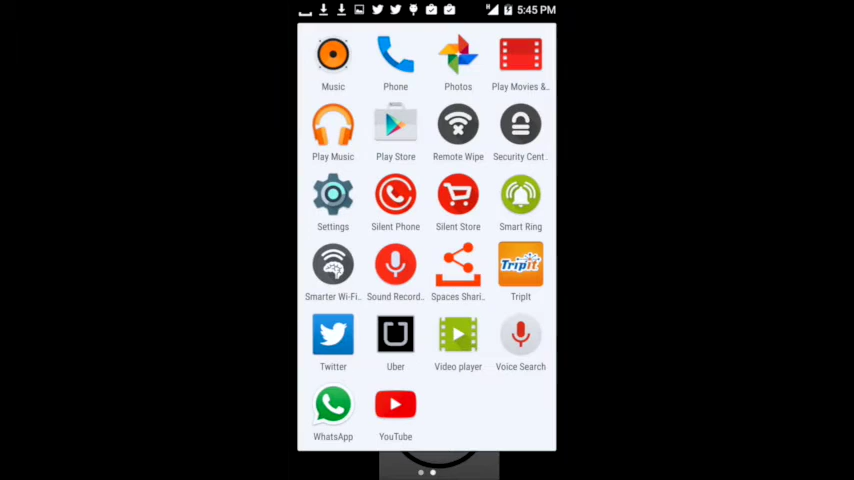 5:45 PM
Music Phone Photos Play Movies &..
Play Music Play Store Remote Wipe Security Cent..
Settings Silent Phone Silent Store Smart Ring
Smarter Wi-Fi.. Sound Record.. Spaces Shari.. TripIt
TripIt
Twitter Uber Video player Voice Search
WhatsApp YouTube